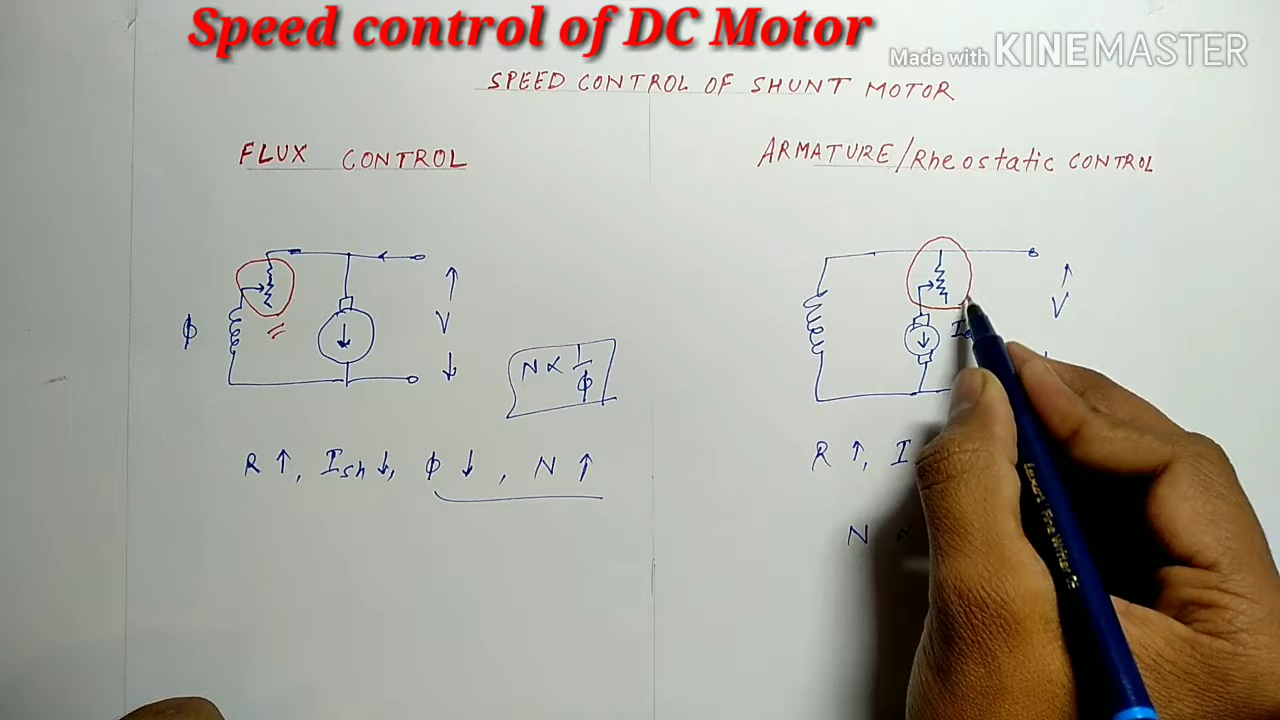 Speed control of DC Motor
Made with KINEMASTER
SPEED CONTROL OF SHUNT MOTOR
FLUX CONTROL
ARMATURE/Rheostatic CONTROL
ϕ
V
N ∝ 1/ϕ
R ↑, Ish ↓, ϕ ↓, N ↑
V
R ↑, I
N ∝